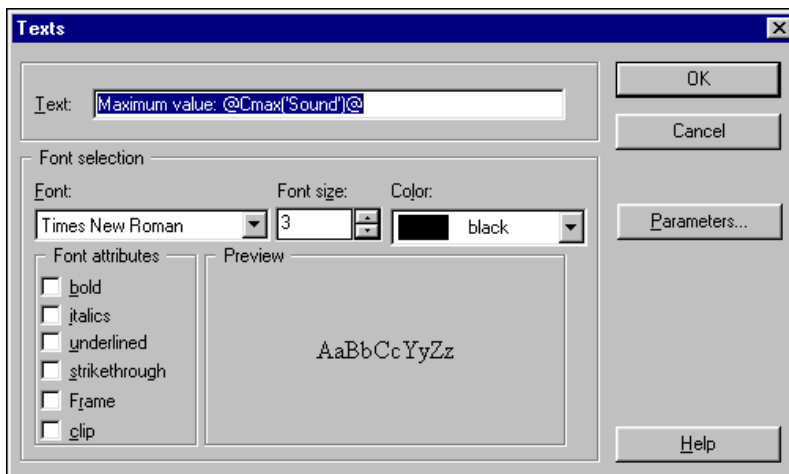 Texts
Text: Maximum value: @Cmax('Sound')@
OK
Cancel
Font selection
Font: Font size: Color:
Times New Roman 3 black
Parameters...
Font attributes Preview
bold
italics
underlined
strikethrough
Frame
clip
AaBbCcYyZz
Help